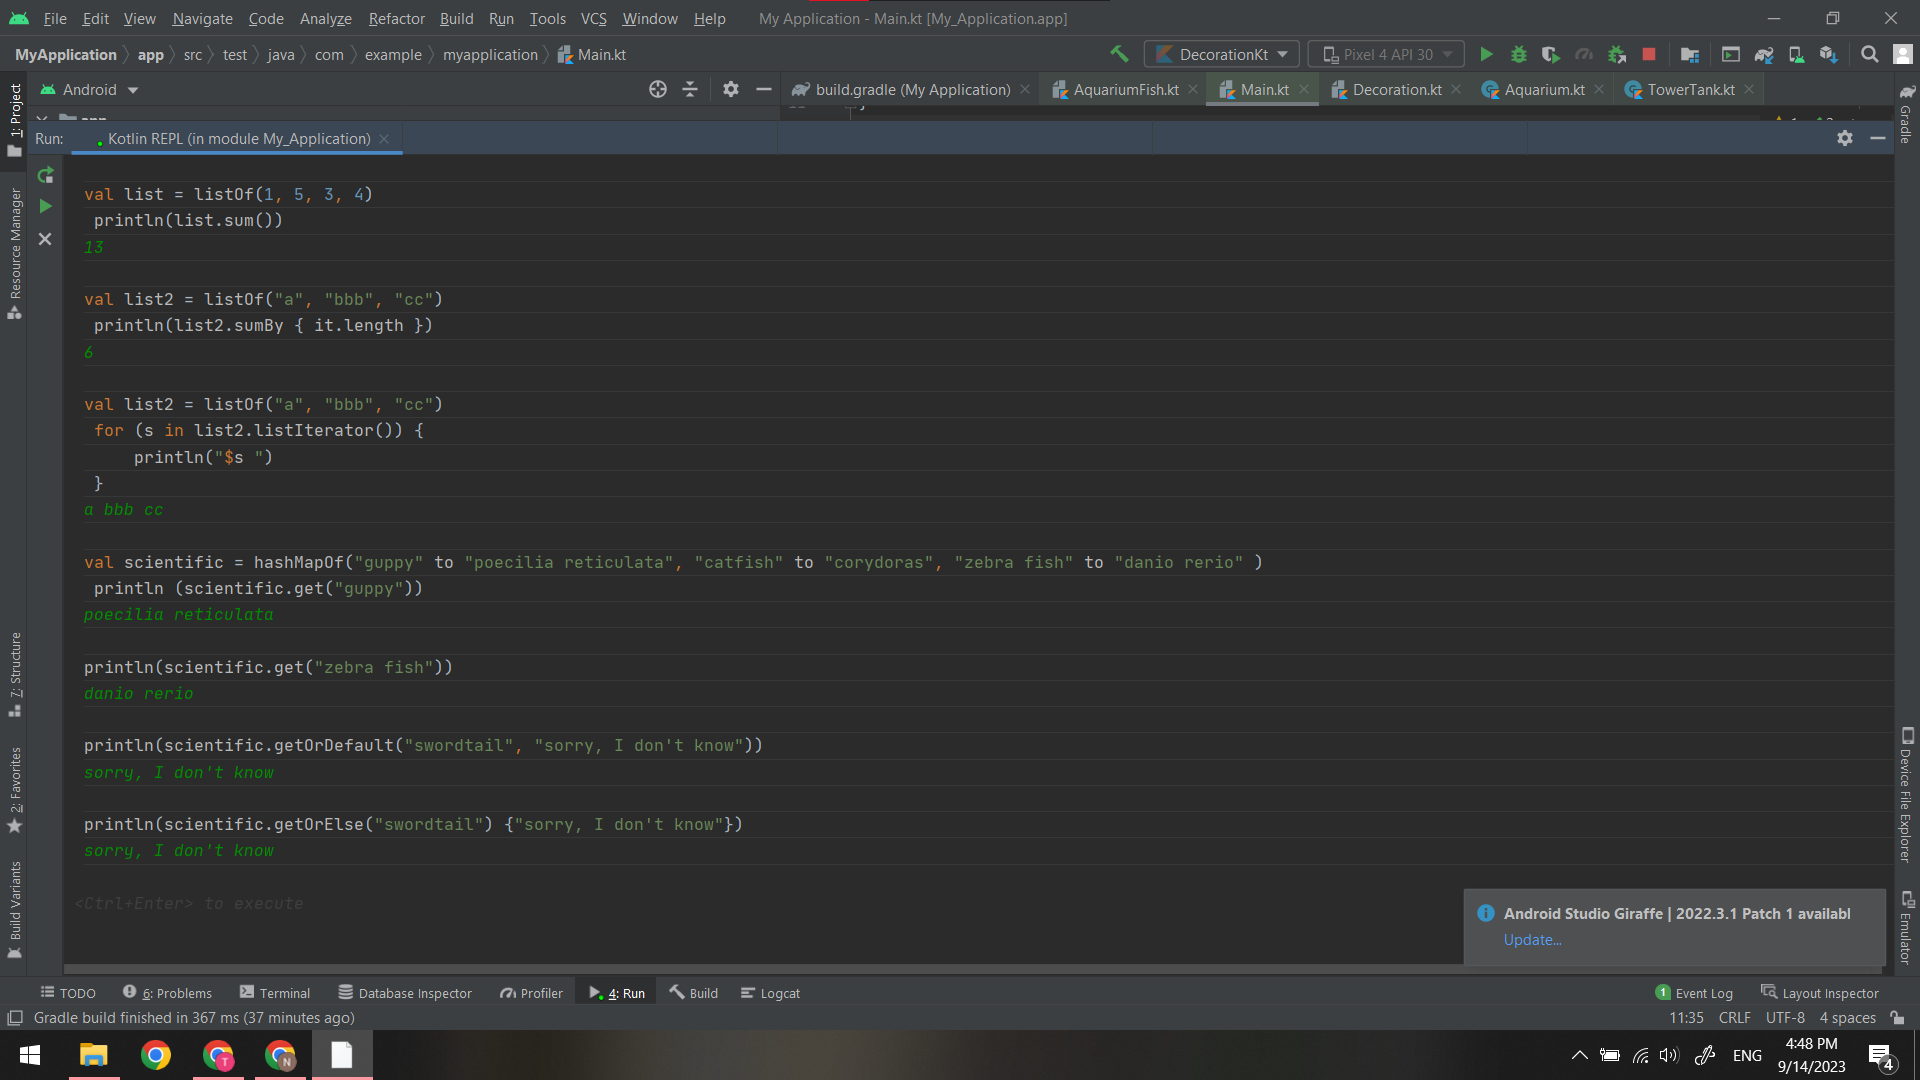 File Edit View Navigate Code Analyze Refactor Build Run Tools VCS Window Help My Application - Main.kt [My_Application.app]
MyApplication app src test java com example myapplication Main.kt DecorationKt Pixel 4 API 30
Android build.gradle (My Application) AquariumFish.kt Main.kt Decoration.kt Aquarium.kt TowerTank.kt
Run: Kotlin REPL (in module My_Application)
val list = listOf(1, 5, 3, 4)
println(list.sum())
13
val list2 = listOf("a", "bbb", "cc")
println(list2.sumBy { it.length })
6
val list2 = listOf("a", "bbb", "cc")
for (s in list2.listIterator()) {
println("$s ")
}
a bbb cc
val scientific = hashMapOf("guppy" to "poecilia reticulata", "catfish" to "corydoras", "zebra fish" to "danio rerio" )
println (scientific.get("guppy"))
poecilia reticulata
println(scientific.get("zebra fish"))
danio rerio
println(scientific.getOrDefault("swordtail", "sorry, I don't know"))
sorry, I don't know
println(scientific.getOrElse("swordtail") {"sorry, I don't know"})
sorry, I don't know
<Ctrl+Enter> to execute
1: Project
Resource Manager
7: Structure
2: Favorites
Build Variants
Gradle
Device File Explorer
Emulator
Android Studio Giraffe | 2022.3.1 Patch 1 availabl
Update...
TODO 6: Problems Terminal Database Inspector Profiler 4: Run Build Logcat 1 Event Log Layout Inspector
Gradle build finished in 367 ms (37 minutes ago) 11:35 CRLF UTF-8 4 spaces
T N ENG 4:48 PM
9/14/2023 4